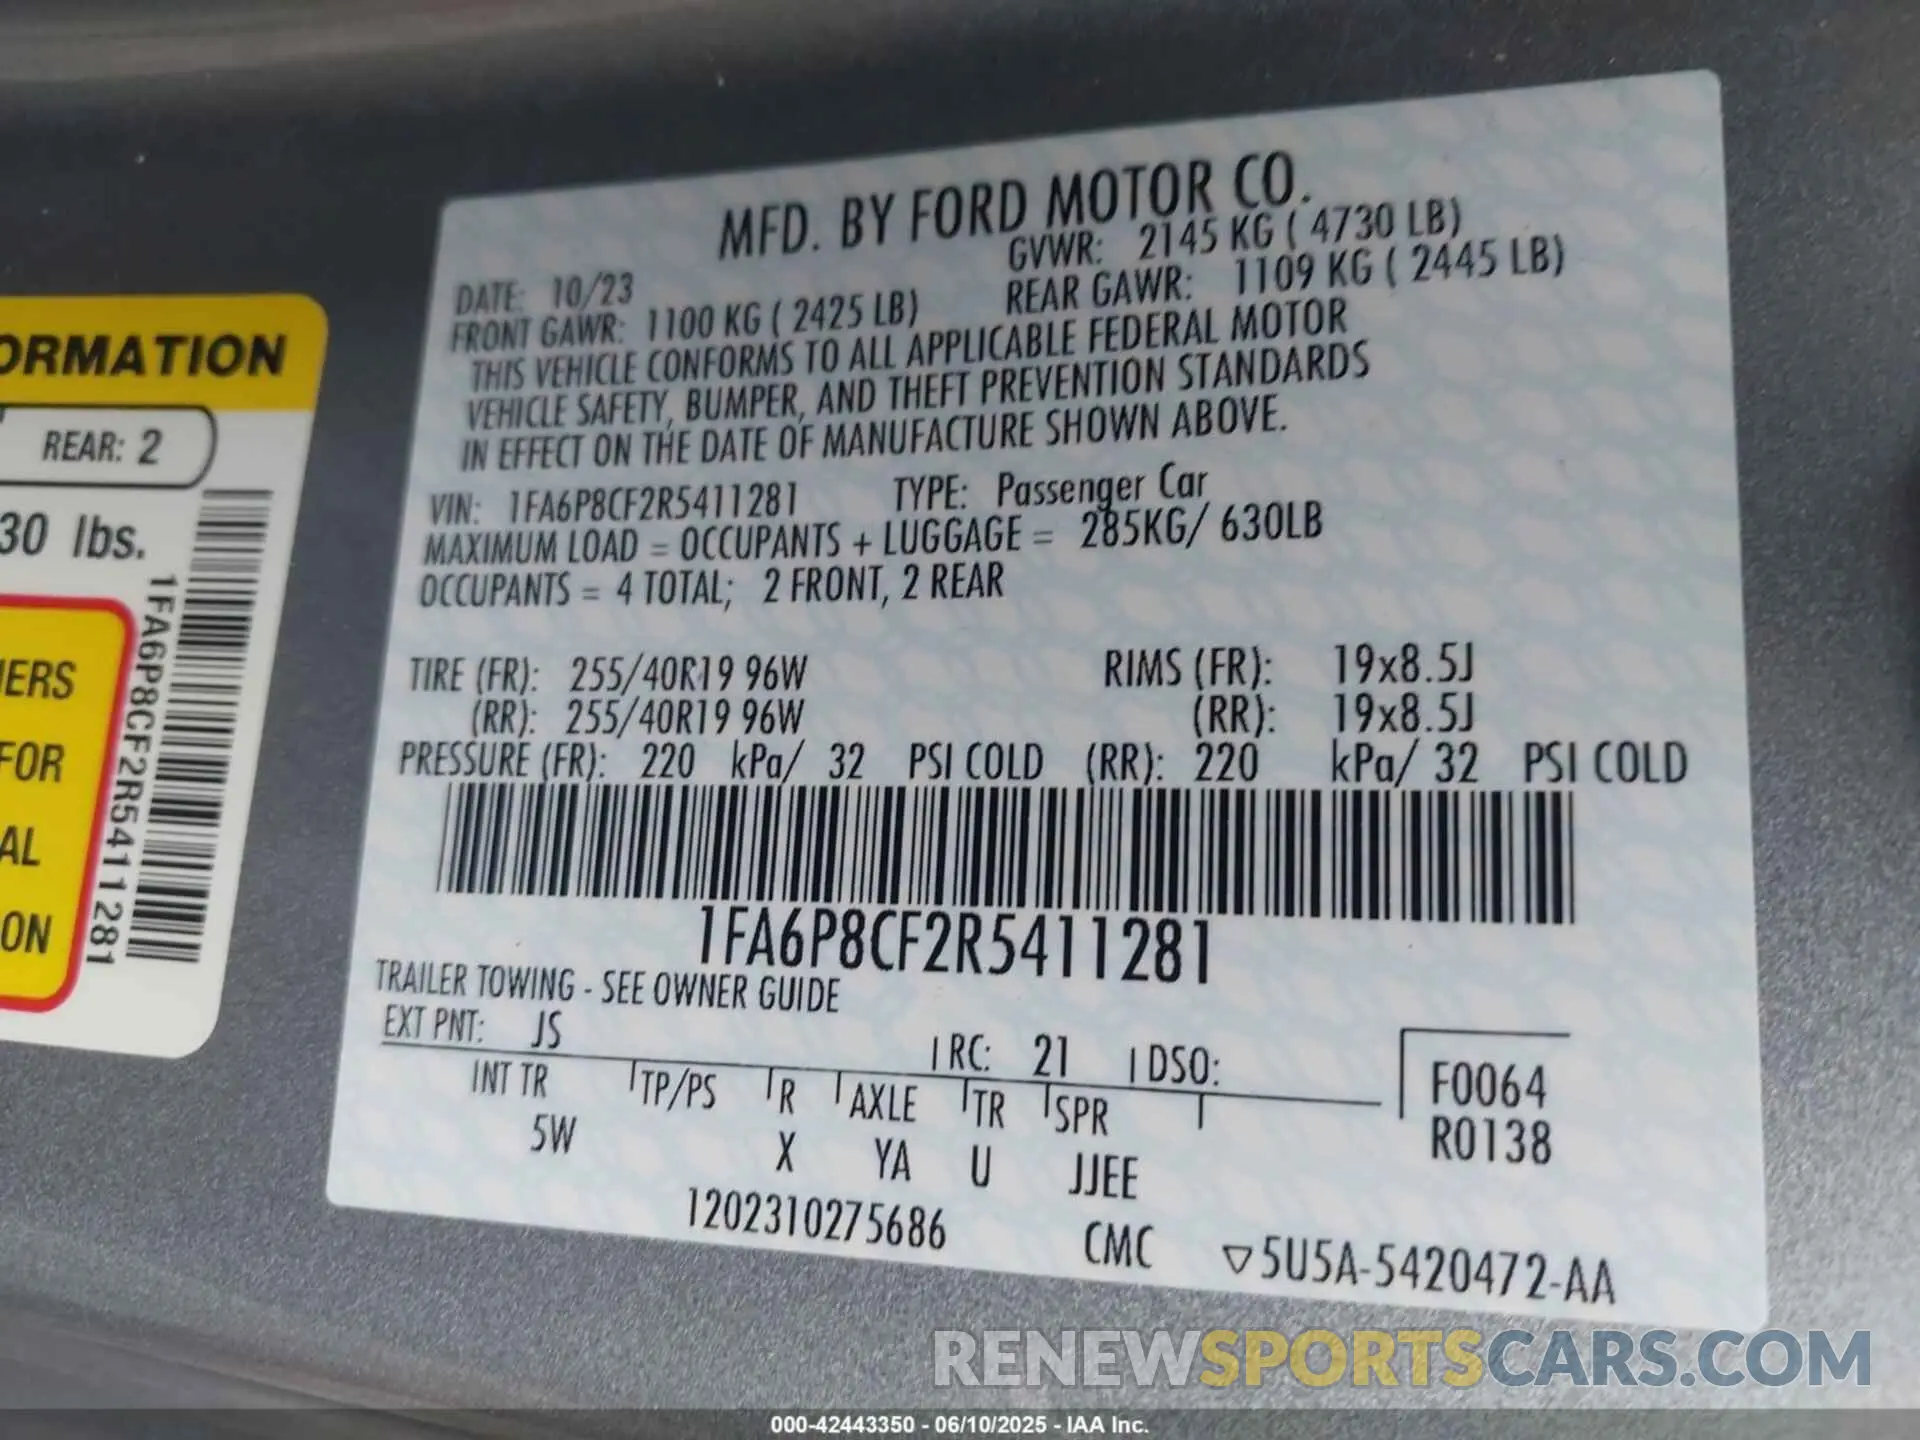 MFD. BY FORD MOTOR CO.
DATE: 10/23 GVWR: 2145 KG ( 4730 LB)
FRONT GAWR: 1100 KG ( 2425 LB) REAR GAWR: 1109 KG ( 2445 LB)
THIS VEHICLE CONFORMS TO ALL APPLICABLE FEDERAL MOTOR
VEHICLE SAFETY, BUMPER, AND THEFT PREVENTION STANDARDS
IN EFFECT ON THE DATE OF MANUFACTURE SHOWN ABOVE.
VIN: 1FA6P8CF2R5411281 TYPE: Passenger Car
MAXIMUM LOAD = OCCUPANTS + LUGGAGE = 285KG/ 630LB
OCCUPANTS = 4 TOTAL; 2 FRONT, 2 REAR
TIRE (FR): 255/40R19 96W RIMS (FR): 19x8.5J
(RR): 255/40R19 96W (RR): 19x8.5J
PRESSURE (FR): 220 kPa/ 32 PSI COLD (RR): 220 kPa/ 32 PSI COLD
1FA6P8CF2R5411281
TRAILER TOWING - SEE OWNER GUIDE
EXT PNT: JS RC: 21 DSO:
INT TR TP/PS R AXLE TR SPR
5W X YA U JJEE
F0064
R0138
1202310275686 CMC ▽5U5A-5420472-AA
ORMATION
REAR: 2
30 lbs.
1FA6P8CF2R5411281
ERS
FOR
AL
ON
RENEWSPORTSCARS.COM
000-42443350 - 06/10/2025 - IAA Inc.